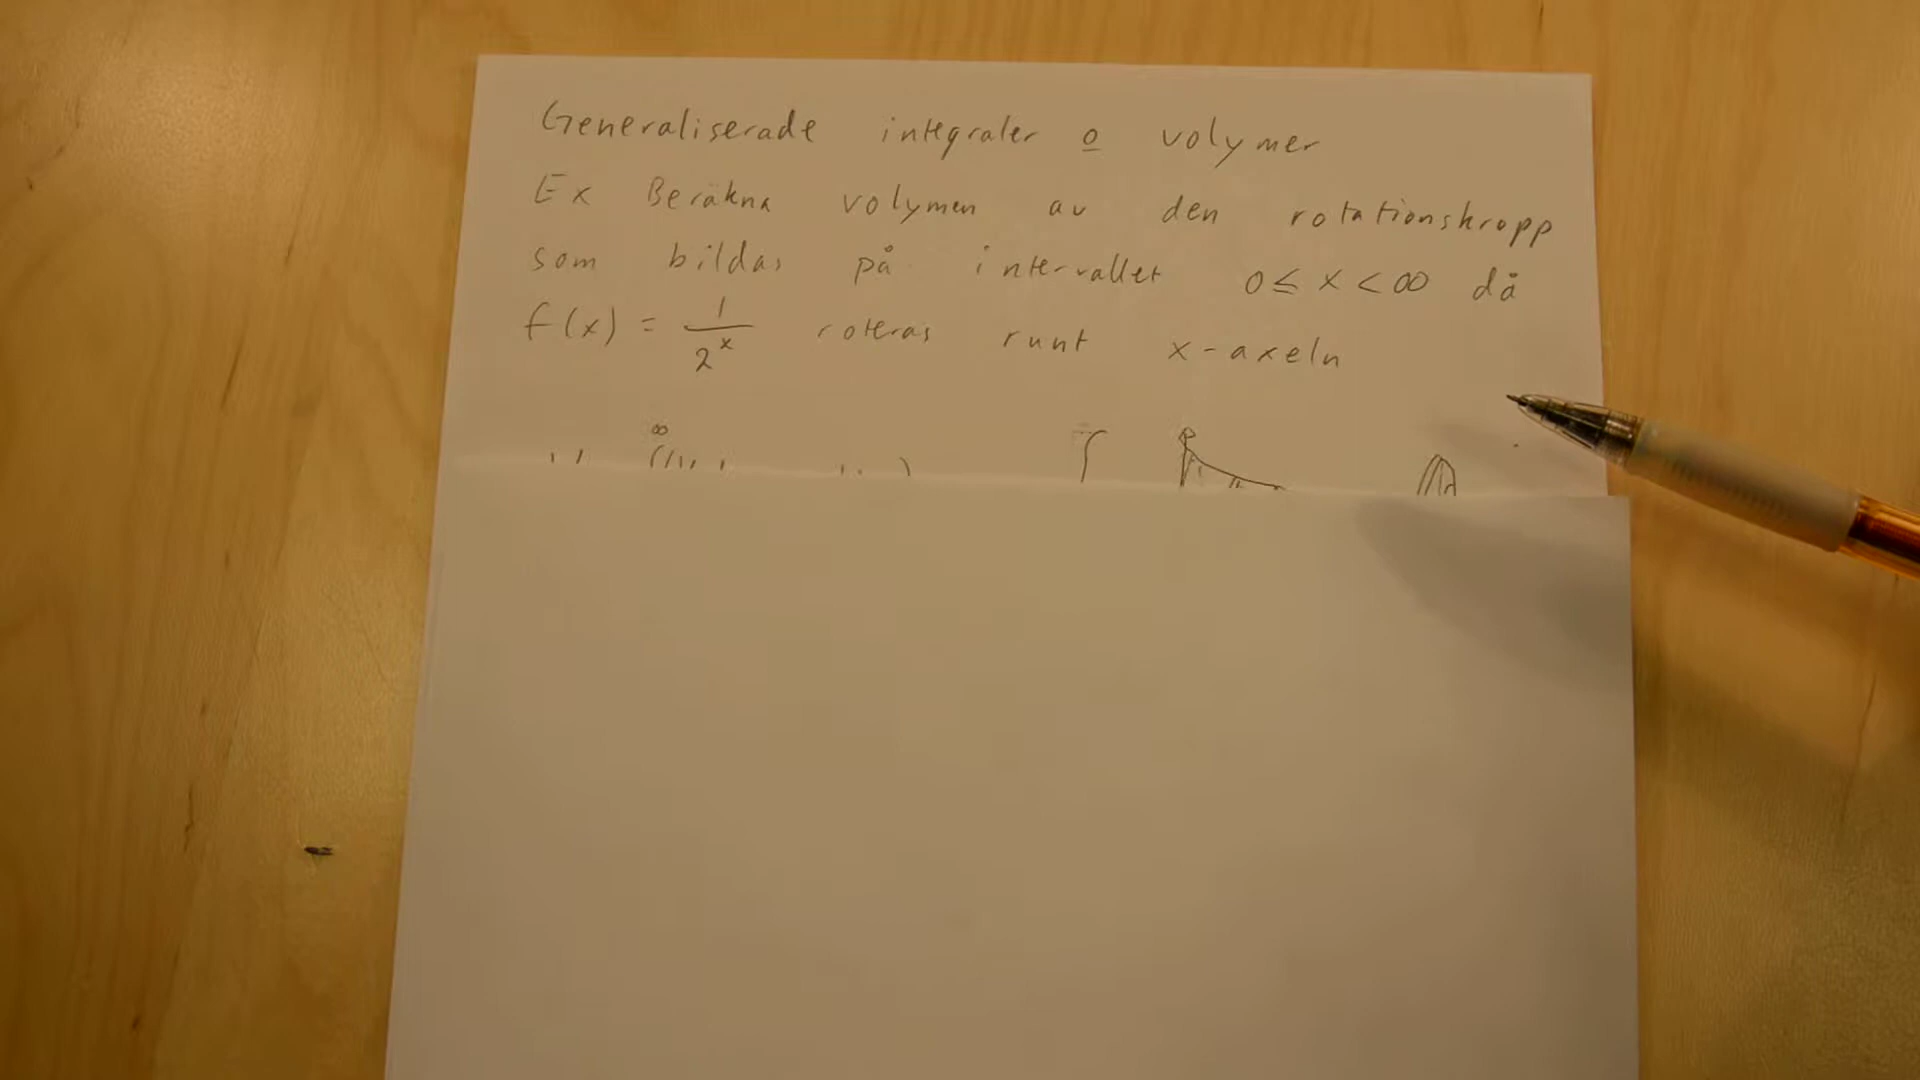 Generaliserade integraler o volymer
Ex Beräkna volymen av den rotationskropp
som bildas på intervallet 0 ≤ x < ∞ då
f(x) = 1/2^x roteras runt x-axeln
∞